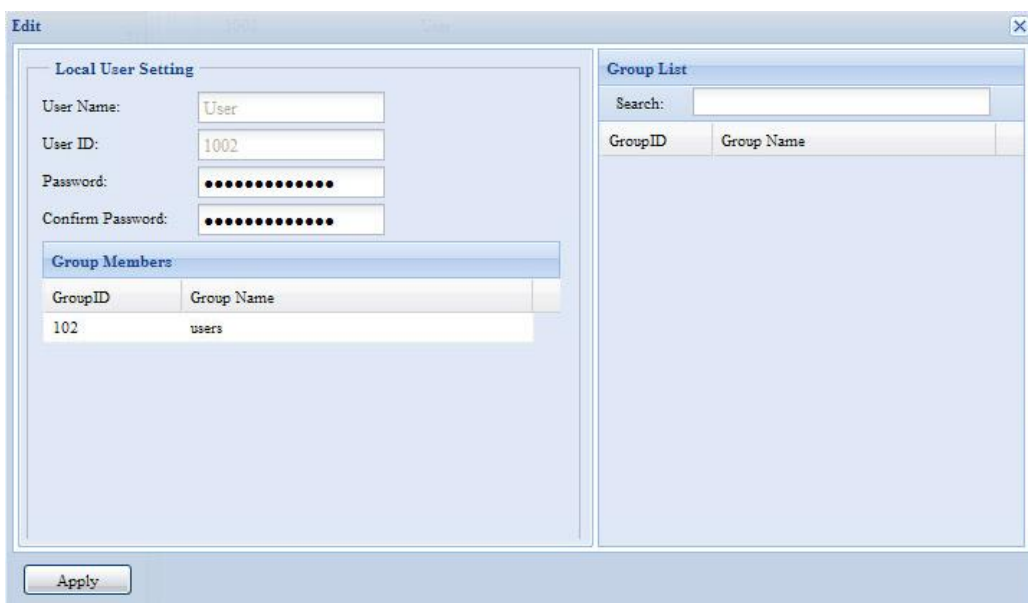 Edit
Local User Setting
User Name: User
User ID: 1002
Password: •••••••••••••
Confirm Password: •••••••••••••
Group Members
GroupID Group Name
102 users
Group List
Search:
GroupID Group Name
Apply